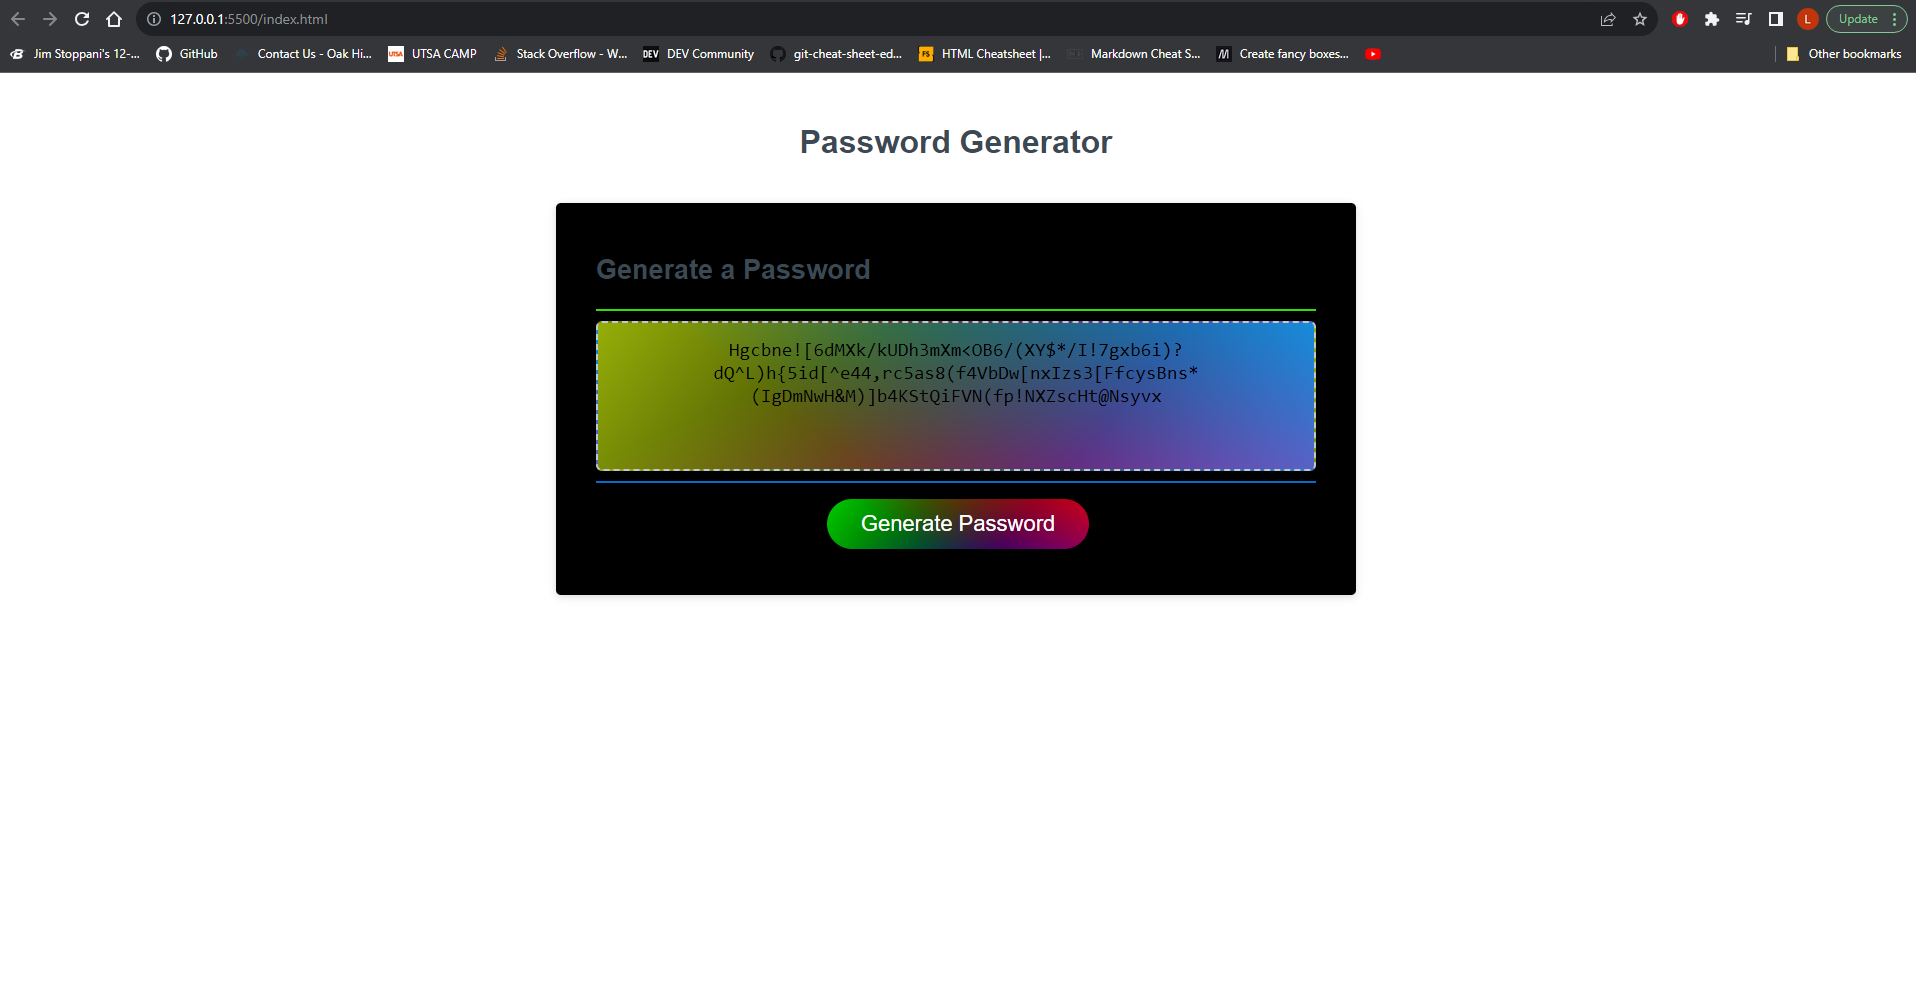 127.0.0.1:5500/index.html
L
Update
Jim Stoppani's 12-...
GitHub
Contact Us - Oak Hi...
UTSA
UTSA CAMP
Stack Overflow - W...
DEV
DEV Community
git-cheat-sheet-ed...
FS
HTML Cheatsheet |...
Markdown Cheat S...
M
Create fancy boxes...
Other bookmarks
Password Generator
Generate a Password
Hgcbne![6dMXk/kUDh3mXm<OB6/(XY$*/I!7gxb6i)?
dQ^L)h{5id[^e44,rc5as8(f4VbDw[nxIzs3[FfcysBns*
(IgDmNwH&M)]b4KStQiFVN(fp!NXZscHt@Nsyvx
Generate Password